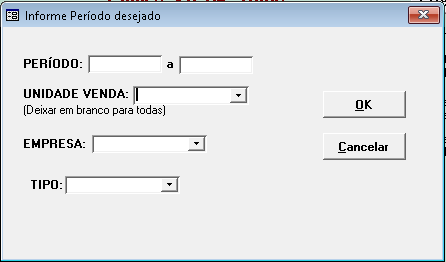 Informe Período desejado
PERÍODO: a
UNIDADE VENDA:
(Deixar em branco para todas)
OK
EMPRESA:
Cancelar
TIPO: